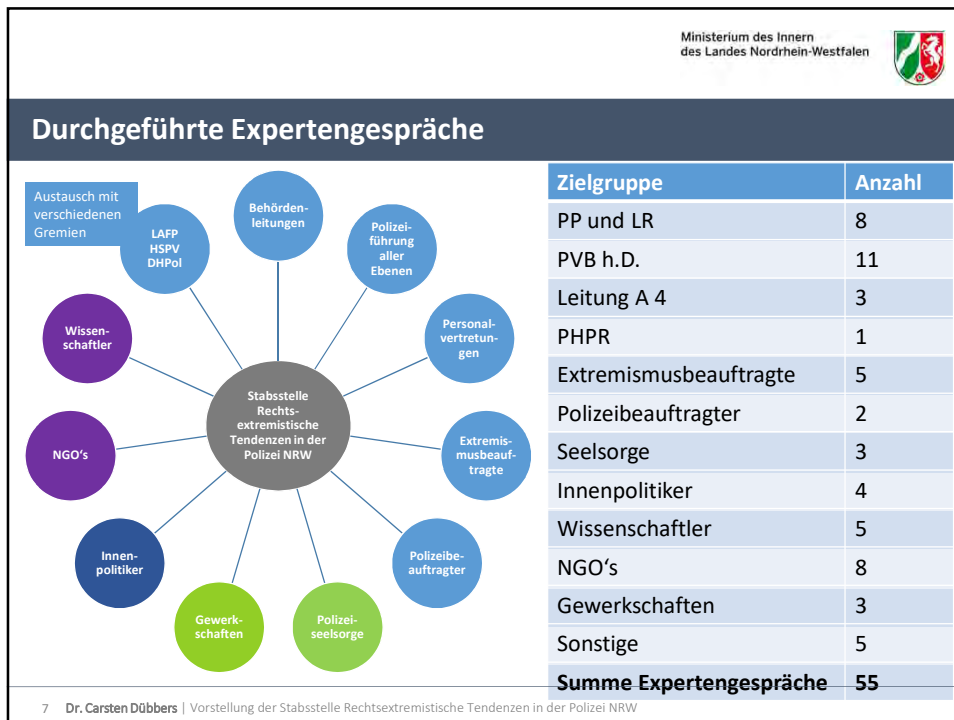 Ministerium des Innern
des Landes Nordrhein-Westfalen
Durchgeführte Expertengespräche
Austausch mit
verschiedenen
Gremien
LAFP
HSPV
DHPol
Behörden-
leitungen
Polizei-
führung
aller
Ebenen
Personal-
vertretun-
gen
Extremis-
musbeauf-
tragte
Polizeibe-
auftragter
Polizei-
seelsorge
Gewerk-
schaften
Innen-
politiker
NGO's
Wissen-
schaftler
Stabsstelle
Rechts-
extremistische
Tendenzen in der
Polizei NRW
Zielgruppe Anzahl
PP und LR 8
PVB h.D. 11
Leitung A 4 3
PHPR 1
Extremismusbeauftragte 5
Polizeibeauftragter 2
Seelsorge 3
Innenpolitiker 4
Wissenschaftler 5
NGO's 8
Gewerkschaften 3
Sonstige 5
Summe Expertengespräche 55
7 Dr. Carsten Dübbers | Vorstellung der Stabsstelle Rechtsextremistische Tendenzen in der Polizei NRW